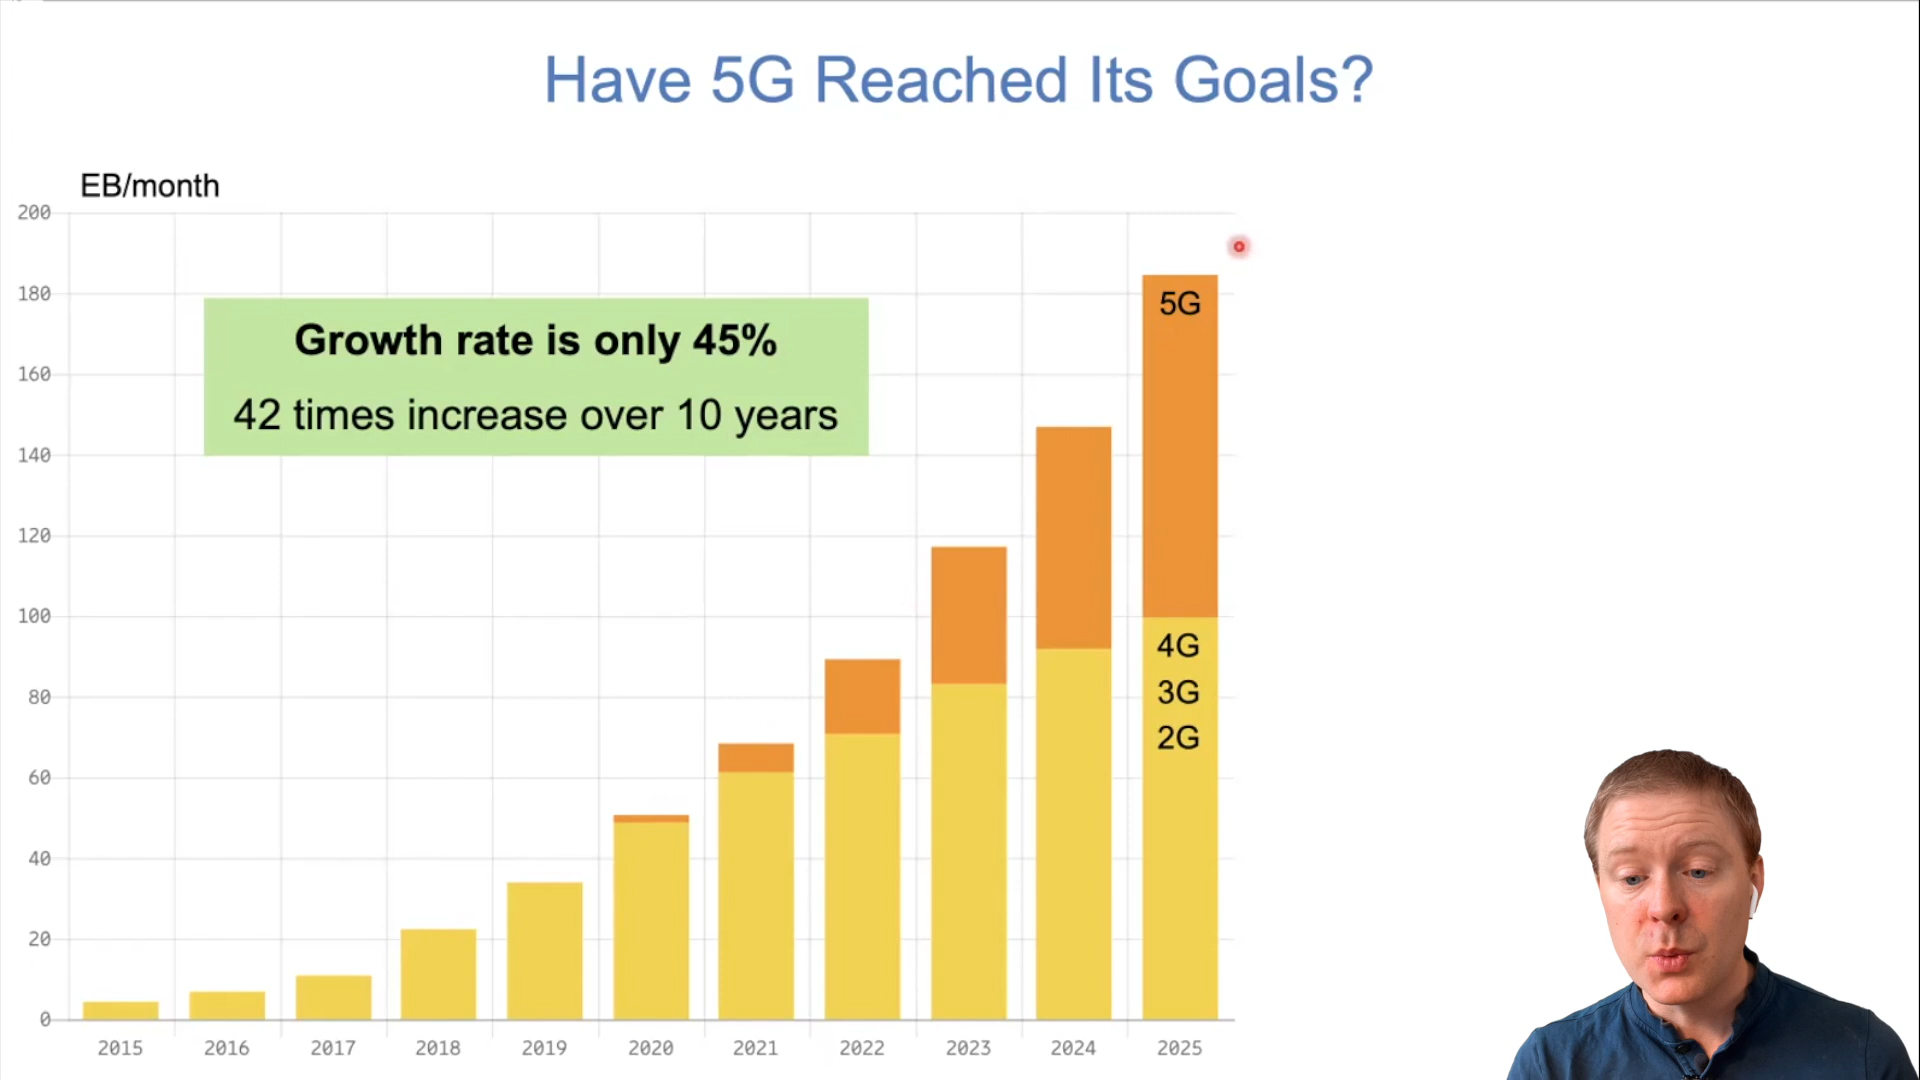 Have 5G Reached Its Goals?
EB/month
200
180
160
140
120
100
80
60
40
20
0
Growth rate is only 45%
42 times increase over 10 years
5G
4G
3G
2G
2015 2016 2017 2018 2019 2020 2021 2022 2023 2024 2025